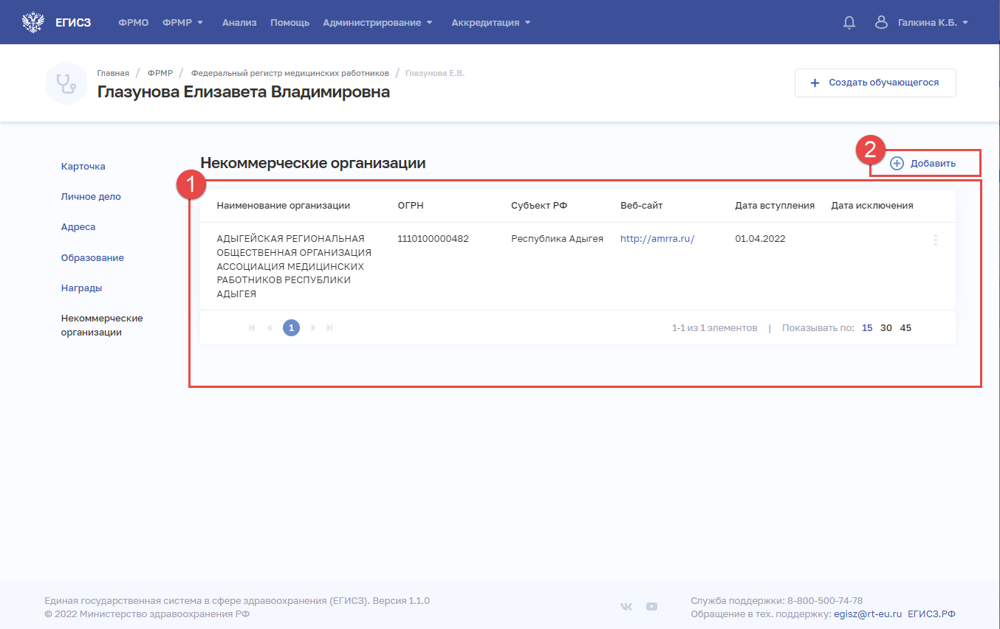 ЕГИСЗ ФРМО ФРМР Анализ Помощь Администрирование Аккредитация Галкина К.Б.
Главная / ФРМР / Федеральный регистр медицинских работников / Глазунова Е.В.
Глазунова Елизавета Владимировна
+ Создать обучающегося
Карточка
Личное дело
Адреса
Образование
Награды
Некоммерческие
организации
Некоммерческие организации
2
Добавить
1
Наименование организации ОГРН Субъект РФ Веб-сайт Дата вступления Дата исключения
АДЫГЕЙСКАЯ РЕГИОНАЛЬНАЯ 1110100000482 Республика Адыгея http://amrra.ru/ 01.04.2022
ОБЩЕСТВЕННАЯ ОРГАНИЗАЦИЯ
АССОЦИАЦИЯ МЕДИЦИНСКИХ
РАБОТНИКОВ РЕСПУБЛИКИ
АДЫГЕЯ
1 1-1 из 1 элементов | Показывать по: 15 30 45
Единая государственная система в сфере здравоохранения (ЕГИСЗ). Версия 1.1.0
© 2022 Министерство здравоохранения РФ
Служба поддержки: 8-800-500-74-78
Обращение в тех. поддержку: egisz@rt-eu.ru ЕГИСЗ.РФ